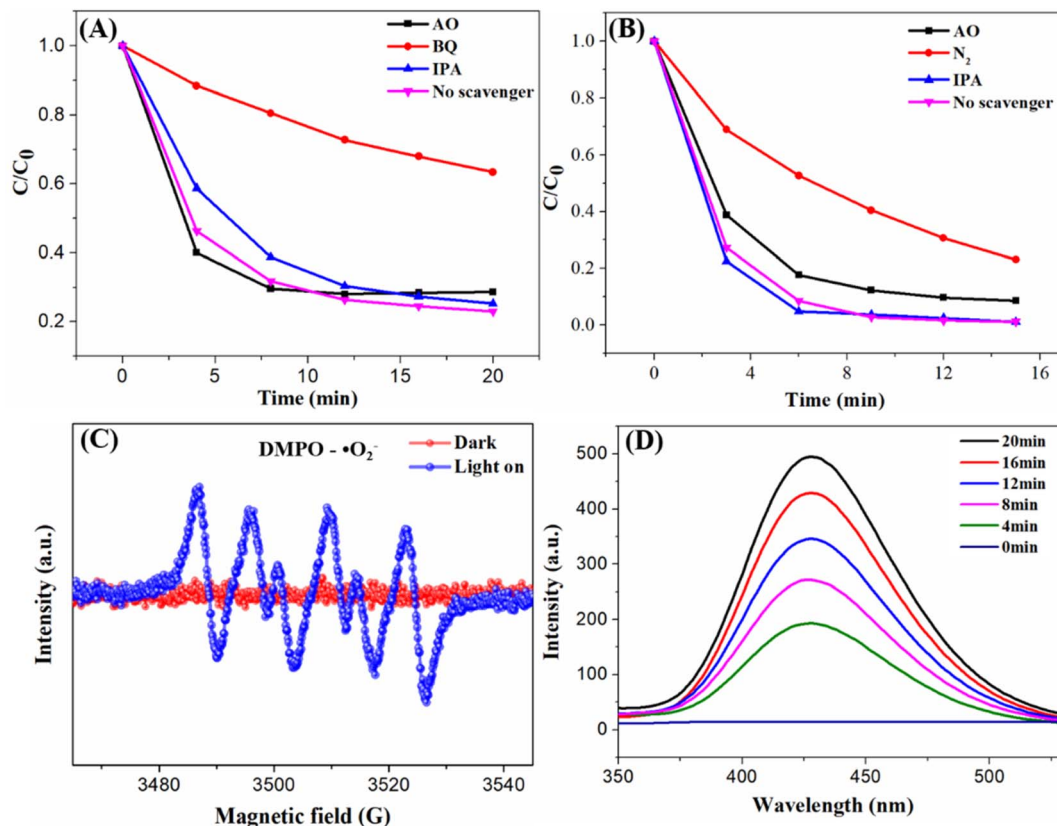 (A)
AO
BQ
IPA
No scavenger
C/C0
1.0
0.8
0.6
0.4
0.2
0 5 10 15 20
Time (min)
(B)
AO
N2
IPA
No scavenger
C/C0
1.0
0.8
0.6
0.4
0.2
0.0
0 4 8 12 16
Time (min)
(C)
DMPO - •O2-
Dark
Light on
Intensity (a.u.)
3480 3500 3520 3540
Magnetic field (G)
(D)
20min
16min
12min
8min
4min
0min
Intensity (a.u.)
500
400
300
200
100
0
350 400 450 500
Wavelength (nm)